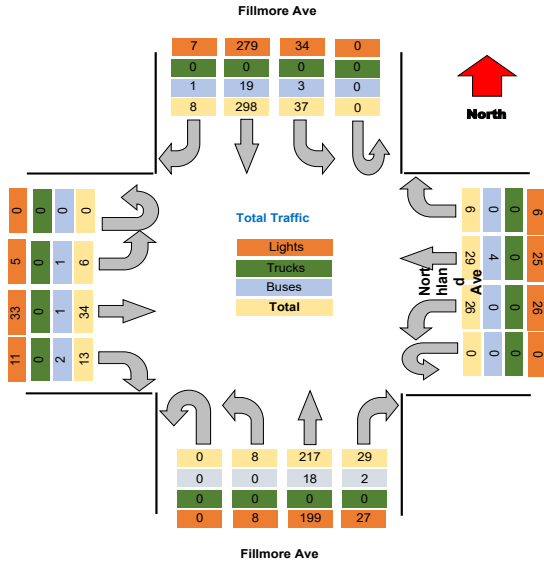 Fillmore Ave
7 279 34 0
0 0 0 0
1 19 3 0
8 298 37 0
North
0 0 0 0
5 0 1 6
33 0 1 34
11 0 2 13
Total Traffic
Lights
Trucks
Buses
Total
6 0 0 6
29 4 0 25
26 0 0 26
0 0 0 0
Northlan
d
Ave
0 8 217 29
0 0 18 2
0 0 0 0
0 8 199 27
Fillmore Ave